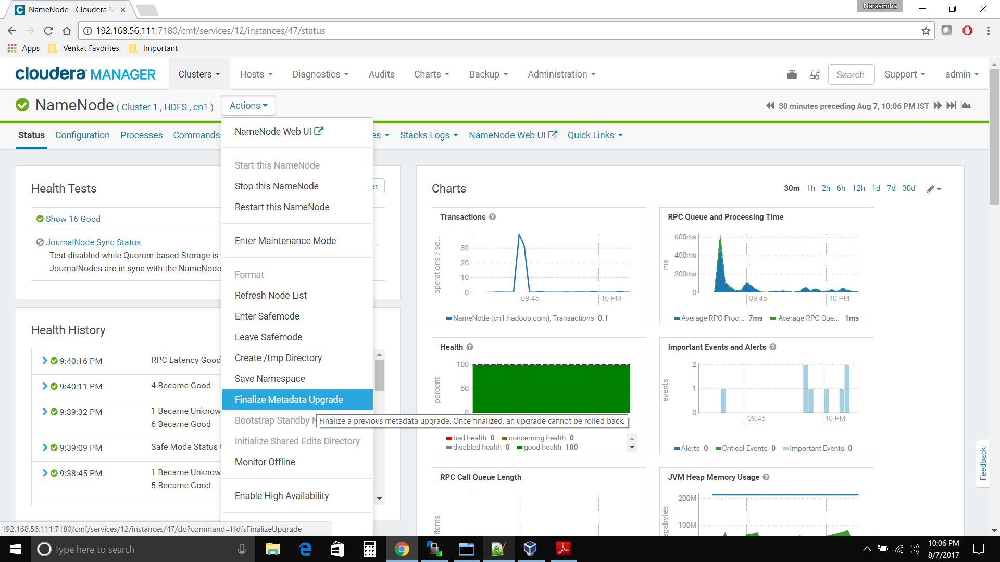 NameNode - Cloudera M
Narasimha
192.168.56.111:7180/cmf/services/12/instances/47/status
Apps Venkat Favorites Important
cloudera MANAGER Clusters Hosts Diagnostics Audits Charts Backup Administration Search Support admin
NameNode ( Cluster 1 , HDFS , cn1 ) Actions 30 minutes preceding Aug 7, 10:06 PM IST
Status Configuration Processes Commands es Stacks Logs NameNode Web UI Quick Links
NameNode Web UI
Start this NameNode
Stop this NameNode
Restart this NameNode
Enter Maintenance Mode
Format
Refresh Node List
Enter Safemode
Leave Safemode
Create /tmp Directory
Save Namespace
Finalize Metadata Upgrade
Bootstrap Standby N
Finalize a previous metadata upgrade. Once finalized, an upgrade cannot be rolled back.
Initialize Shared Edits Directory
Monitor Offline
Enable High Availability
Health Tests
er
Show 16 Good
JournalNode Sync Status
...
Test disabled while Quorum-based Storage is
JournalNodes are in sync with the NameNode
Health History
9:40:16 PM RPC Latency Good
9:40:11 PM 4 Became Good
9:39:32 PM 1 Became Unknow
6 Became Good
9:39:09 PM Safe Mode Status U
9:38:45 PM 1 Became Unknow
5 Became Good
Charts
30m 1h 2h 6h 12h 1d 7d 30d
Transactions
operations / se...
30
20
10
0
09:45 10 PM
NameNode (cn1.hadoop.com), Transactions 0.1
RPC Queue and Processing Time
ms
600ms
400ms
200ms
0
09:45 10 PM
Average RPC Proc... 7ms Average RPC Que... 1ms
Health
percent
100
50
0
bad health 0 concerning health 0
disabled health 0 good health 100
Important Events and Alerts
events
2
1
0
09:45 10 PM
Alerts 0 Critical Events 0 Important Events 0
RPC Call Queue Length
items
JVM Heap Memory Usage
egabytes
200M
100M
Feedback
192.168.56.111:7180/cmf/services/12/instances/47/do?command=HdfsFinalizeUpgrade
Type here to search
10:06 PM
8/7/2017